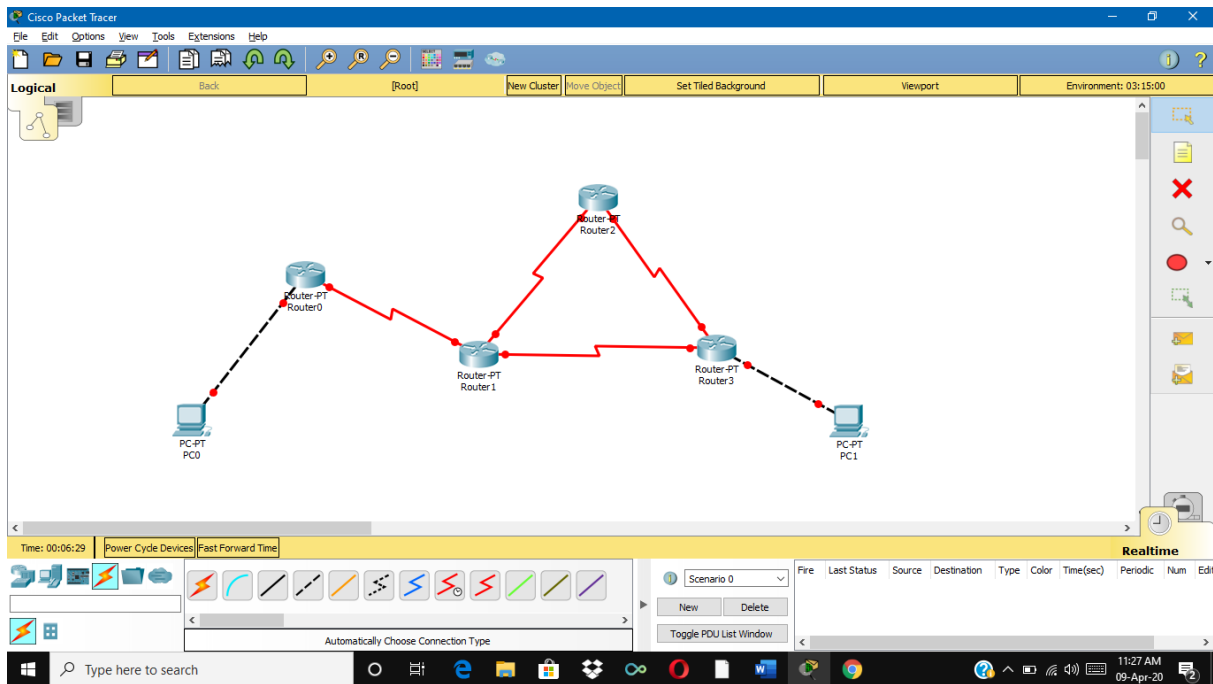 Cisco Packet Tracer
File Edit Options View Tools Extensions Help
Logical
Back
[Root]
New Cluster
Move Object
Set Tiled Background
Viewport
Environment: 03:15:00
Router-PT
Router2
Router-PT
Router0
Router-PT
Router1
Router-PT
Router3
PC-PT
PC0
PC-PT
PC1
Time: 00:06:29
Power Cycle Devices
Fast Forward Time
Realtime
Scenario 0
New
Delete
Toggle PDU List Window
Fire Last Status Source Destination Type Color Time(sec) Periodic Num Edit
Automatically Choose Connection Type
Type here to search
11:27 AM
09-Apr-20
2